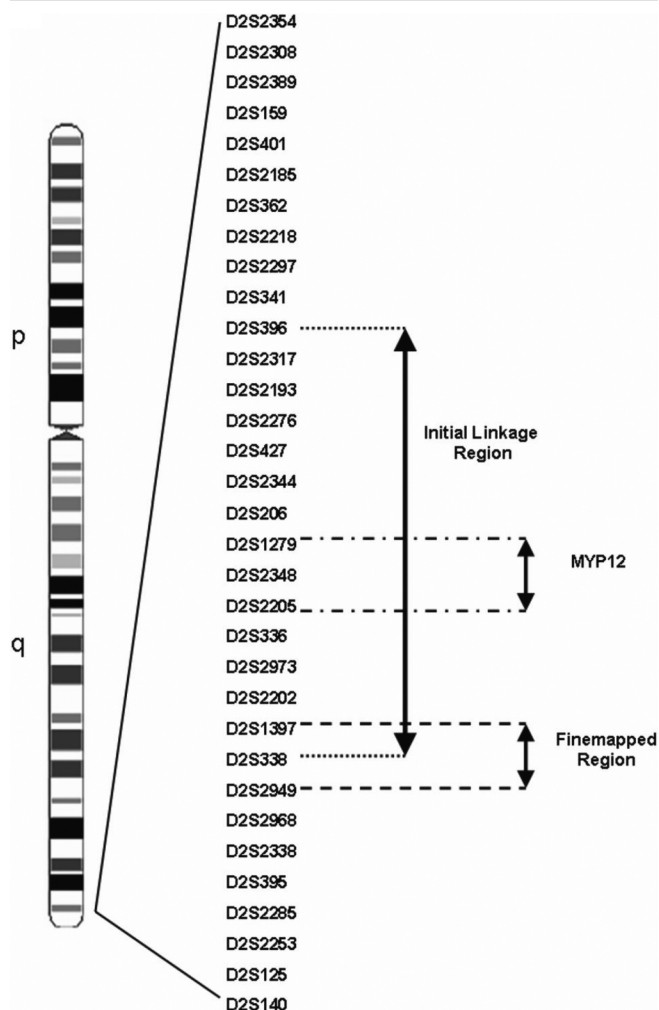 D2S2354
D2S2308
D2S2389
D2S159
D2S401
D2S2185
D2S362
D2S2218
D2S2297
D2S341
p
D2S396
D2S2317
D2S2193
D2S2276
Initial Linkage
Region
D2S427
D2S2344
D2S206
D2S1279
MYP12
D2S2348
D2S2205
q
D2S336
D2S2973
D2S2202
D2S1397
Finemapped
Region
D2S338
D2S2949
D2S2968
D2S2338
D2S395
D2S2285
D2S2253
D2S125
D2S140